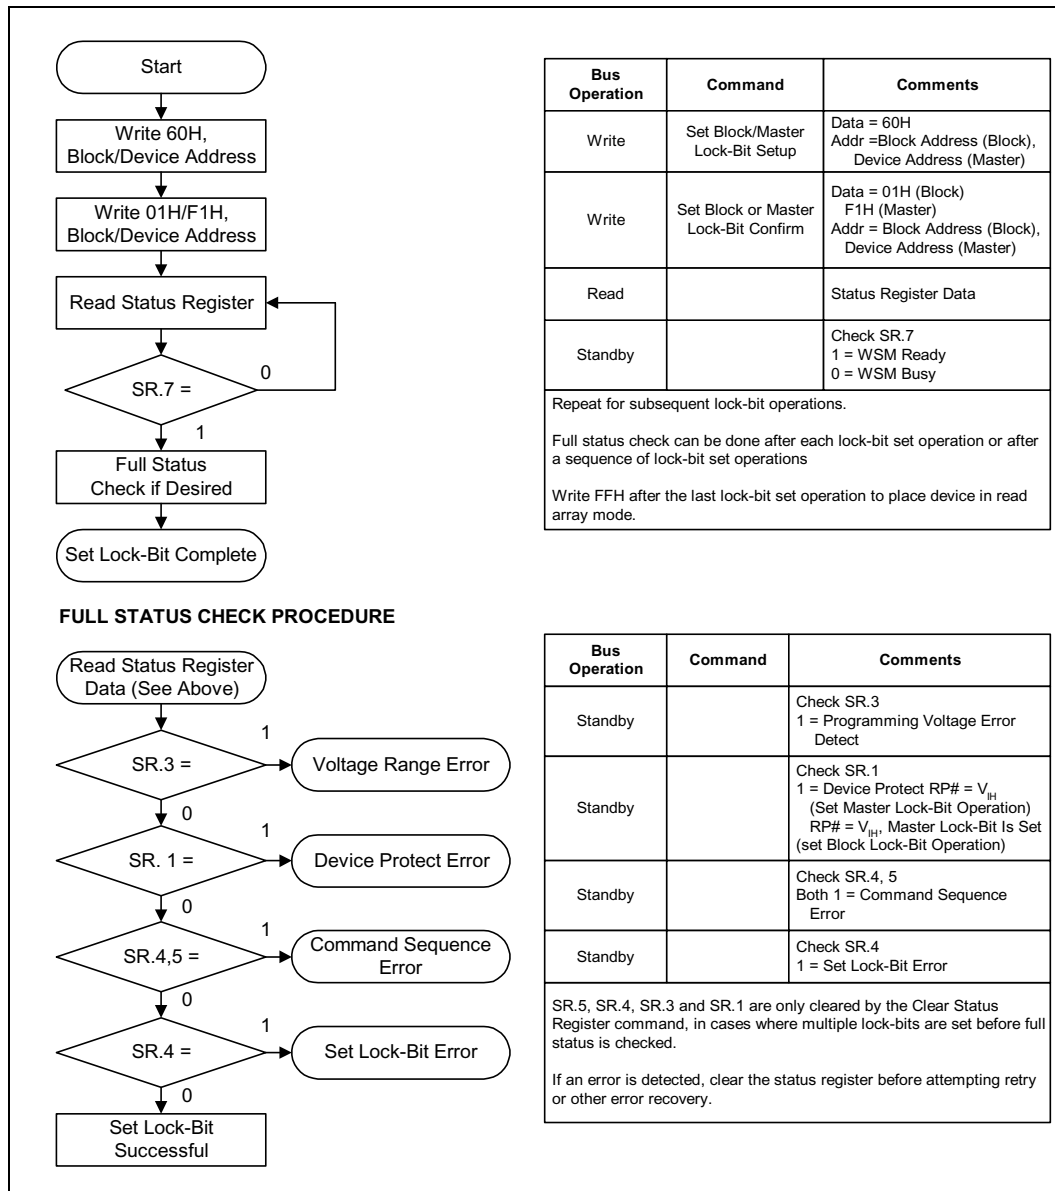 Start
Write 60H,
Block/Device Address
Write 01H/F1H,
Block/Device Address
Read Status Register
SR.7 =
0
1
Full Status
Check if Desired
Set Lock-Bit Complete
Bus
Operation
Command
Comments
Write
Set Block/Master
Lock-Bit Setup
Data = 60H
Addr =Block Address (Block),
Device Address (Master)
Write
Set Block or Master
Lock-Bit Confirm
Data = 01H (Block)
F1H (Master)
Addr = Block Address (Block),
Device Address (Master)
Read
Status Register Data
Standby
Check SR.7
1 = WSM Ready
0 = WSM Busy
Repeat for subsequent lock-bit operations.
Full status check can be done after each lock-bit set operation or after
a sequence of lock-bit set operations
Write FFH after the last lock-bit set operation to place device in read
array mode.
FULL STATUS CHECK PROCEDURE
Read Status Register
Data (See Above)
SR.3 =
1
Voltage Range Error
0
SR. 1 =
1
Device Protect Error
0
SR.4,5 =
1
Command Sequence
Error
0
SR.4 =
1
Set Lock-Bit Error
0
Set Lock-Bit
Successful
Bus
Operation
Command
Comments
Standby
Check SR.3
1 = Programming Voltage Error
Detect
Standby
Check SR.1
1 = Device Protect RP# = VIH
(Set Master Lock-Bit Operation)
RP# = VIH, Master Lock-Bit Is Set
(set Block Lock-Bit Operation)
Standby
Check SR.4, 5
Both 1 = Command Sequence
Error
Standby
Check SR.4
1 = Set Lock-Bit Error
SR.5, SR.4, SR.3 and SR.1 are only cleared by the Clear Status
Register command, in cases where multiple lock-bits are set before full
status is checked.
If an error is detected, clear the status register before attempting retry
or other error recovery.